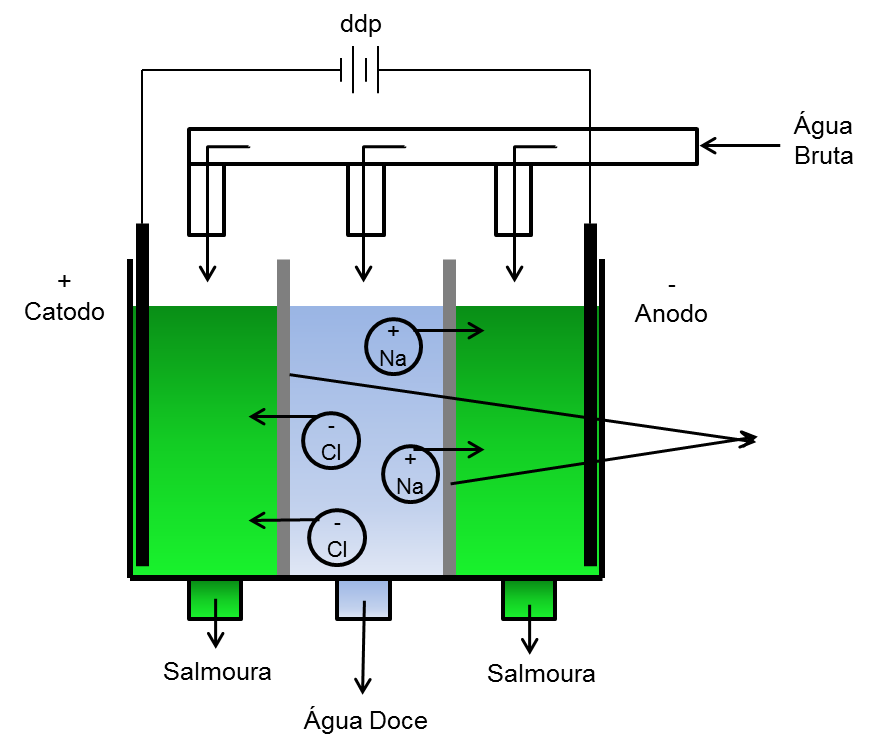 ddp
Água
Bruta
+
Catodo
-
Anodo
+
Na
-
Cl
+
Na
-
Cl
Salmoura
Água Doce
Salmoura